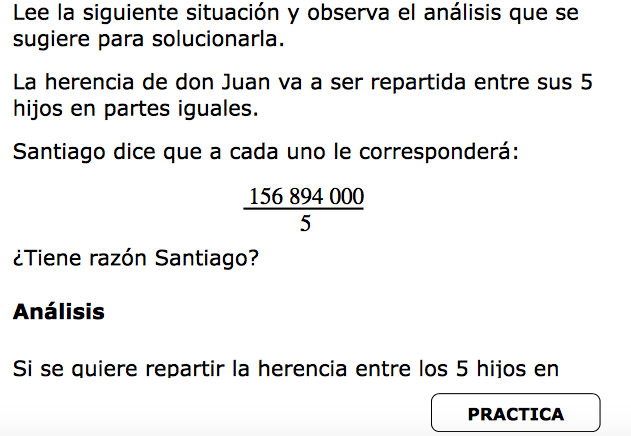 Lee la siguiente situación y observa el análisis que se
sugiere para solucionarla.
La herencia de don Juan va a ser repartida entre sus 5
hijos en partes iguales.
Santiago dice que a cada uno le corresponderá:
156 894 000
5
¿Tiene razón Santiago?
Análisis
Si se quiere repartir la herencia entre los 5 hijos en
PRACTICA